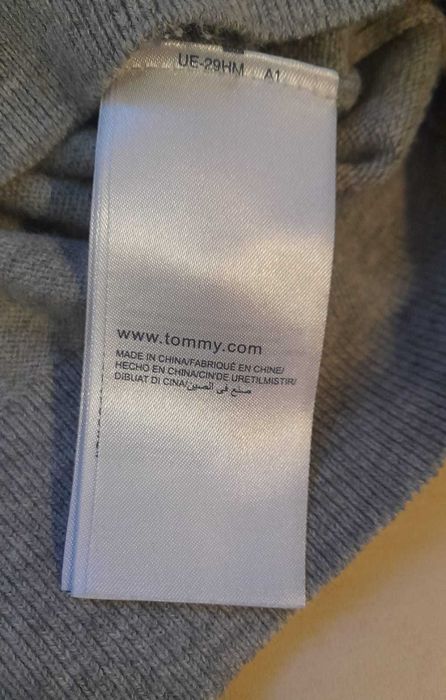 UE-29HM A1
www.tommy.com
MADE IN CHINA/FABRIQUÉ EN CHINE/
HECHO EN CHINA/CIN'DE URETILMISTIR/
DIBUAT DI CINA/صنع في الصين